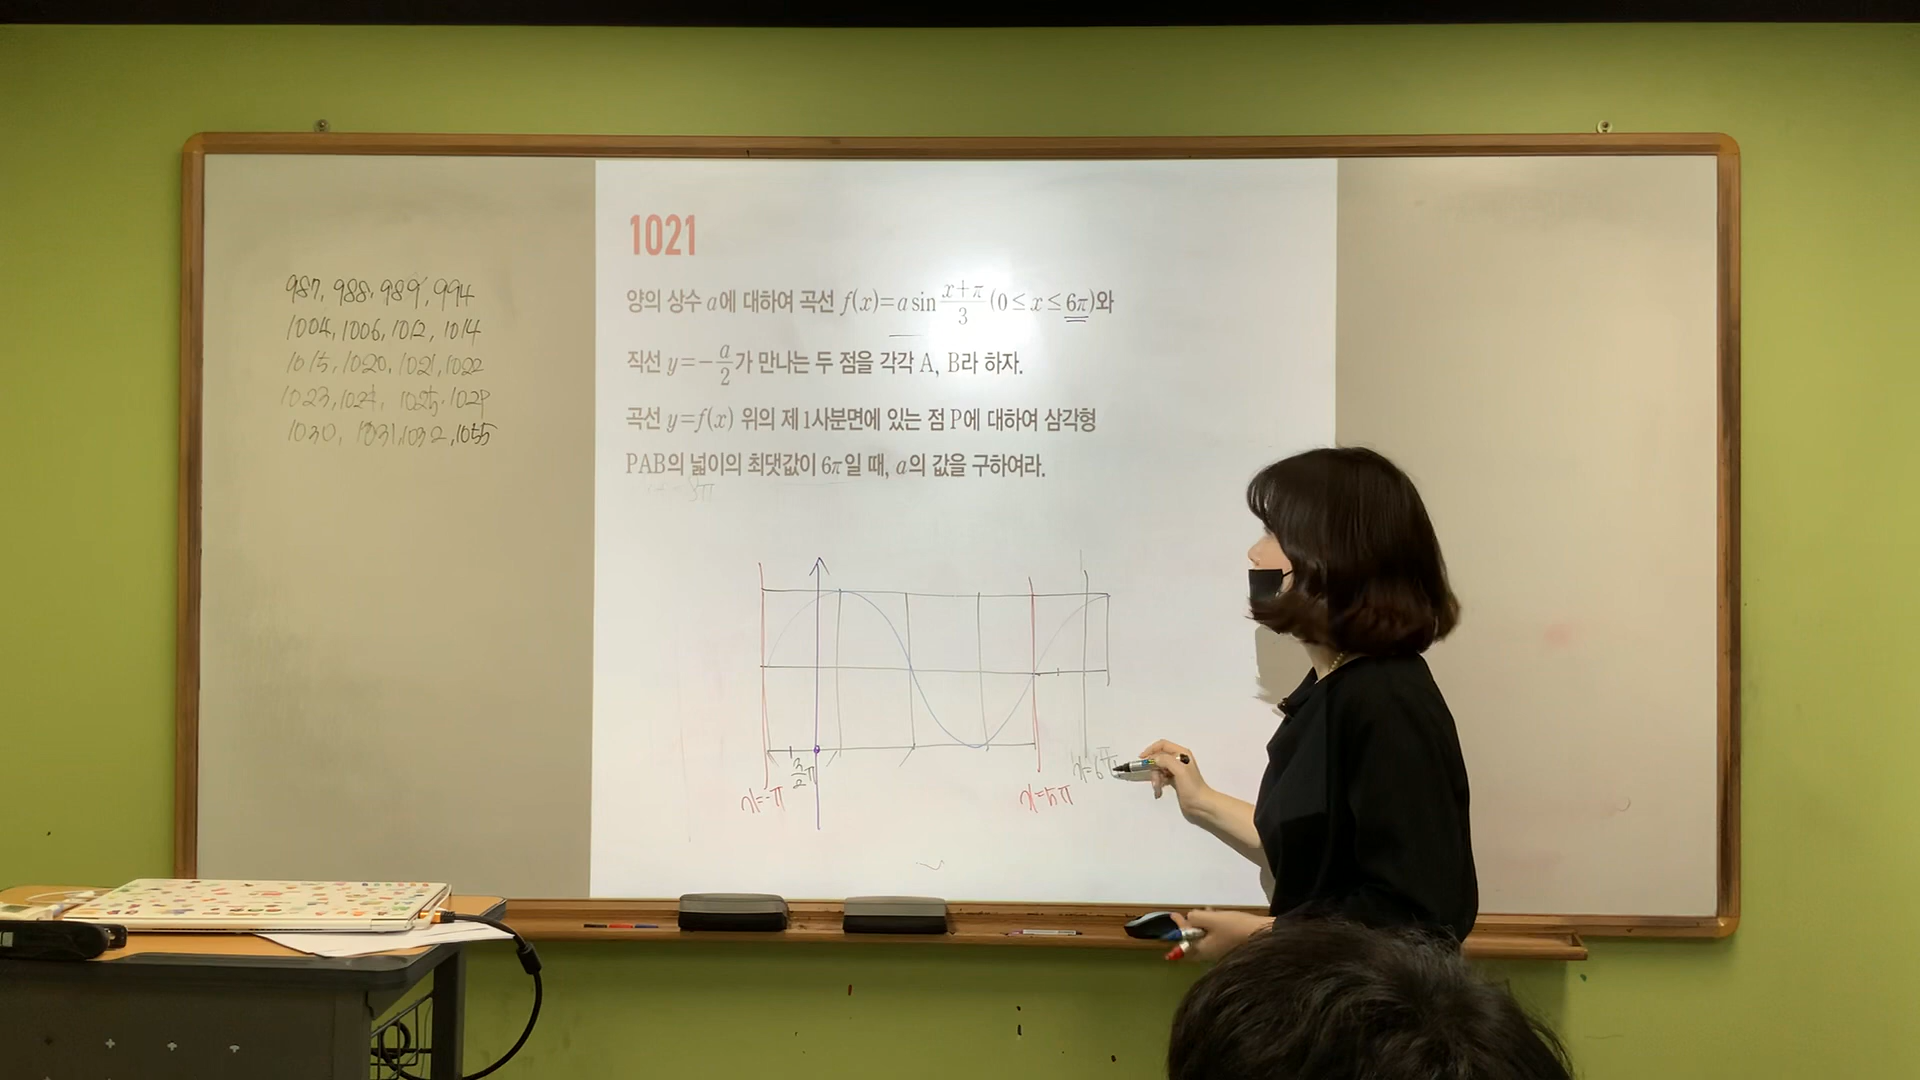 1021
양의 상수 a에 대하여 곡선 f(x)=a sin (x+π)/3 (0≤x≤6π)와
직선 y=-a/2가 만나는 두 점을 각각 A, B라 하자.
곡선 y=f(x) 위의 제1사분면에 있는 점 P에 대하여 삼각형
PAB의 넓이의 최댓값이 6π일 때, a의 값을 구하여라.
987, 988, 989, 994
1004, 1006, 1012, 1014
1015, 1020, 1021, 1022
1023, 1024, 1025, 1029
1030, 1031, 1032, 1055
3/2 π
x=-π
x=5π
x=6π